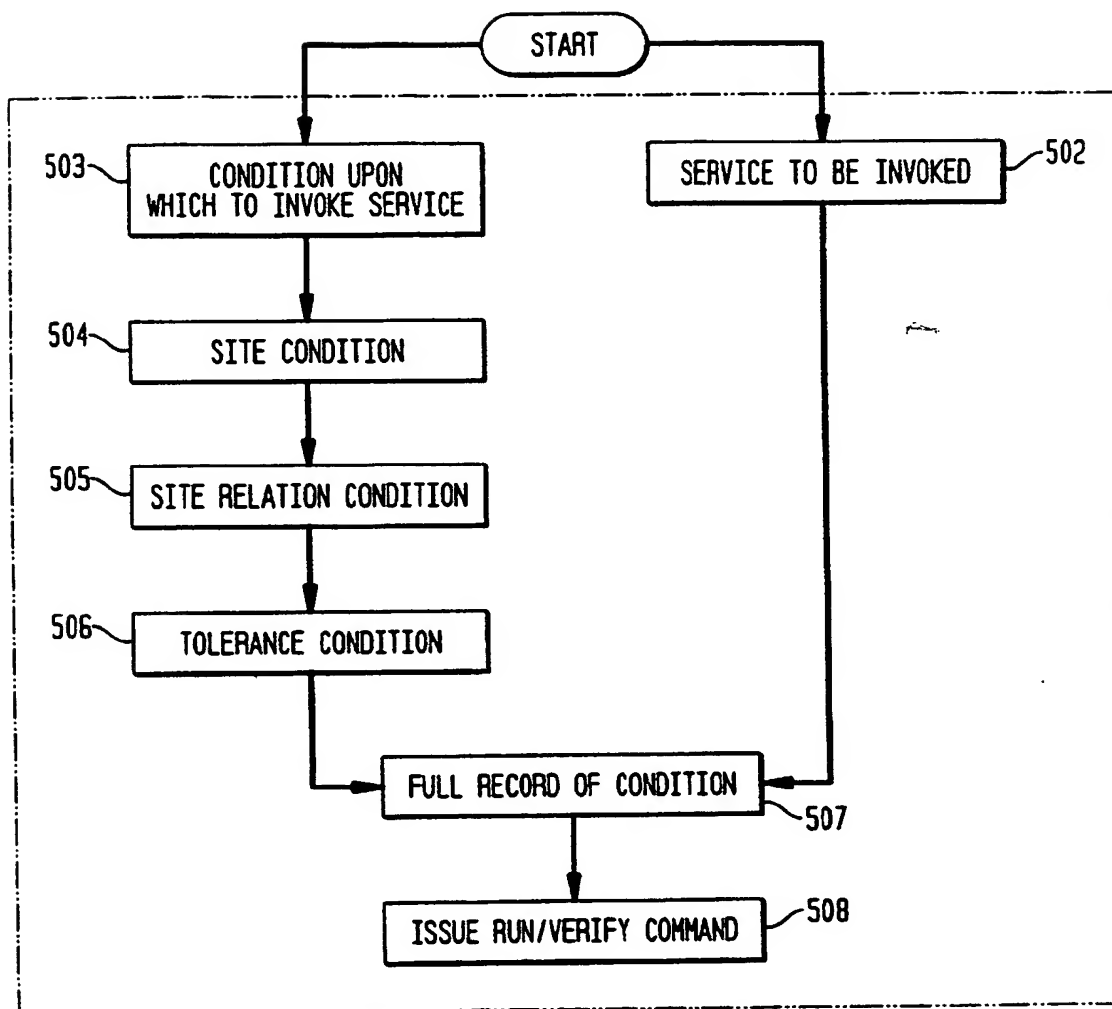 START
503
CONDITION UPON
WHICH TO INVOKE SERVICE
SERVICE TO BE INVOKED
502
504
SITE CONDITION
505
SITE RELATION CONDITION
506
TOLERANCE CONDITION
FULL RECORD OF CONDITION
507
ISSUE RUN/VERIFY COMMAND
508